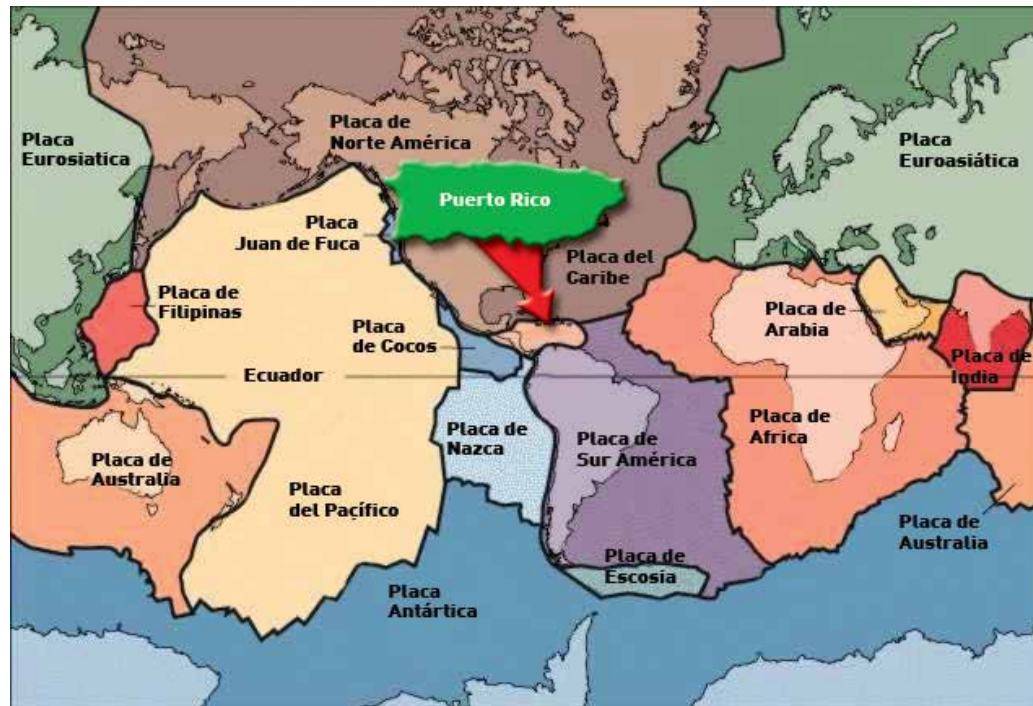 Placa de
Norte América
Placa
Eurosiatica
Placa
Euroasiática
Puerto Rico
Placa
Juan de Fuca
Placa del
Caribe
Placa de
Filipinas
Placa
de Cocos
Placa de
Arabia
Placa de
India
Ecuador
Placa de
Australia
Placa de
Nazca
Placa de
Sur América
Placa de
Africa
Placa
del Paçífico
Placa de
Australia
Placa de
Escosia
Placa
Antártica